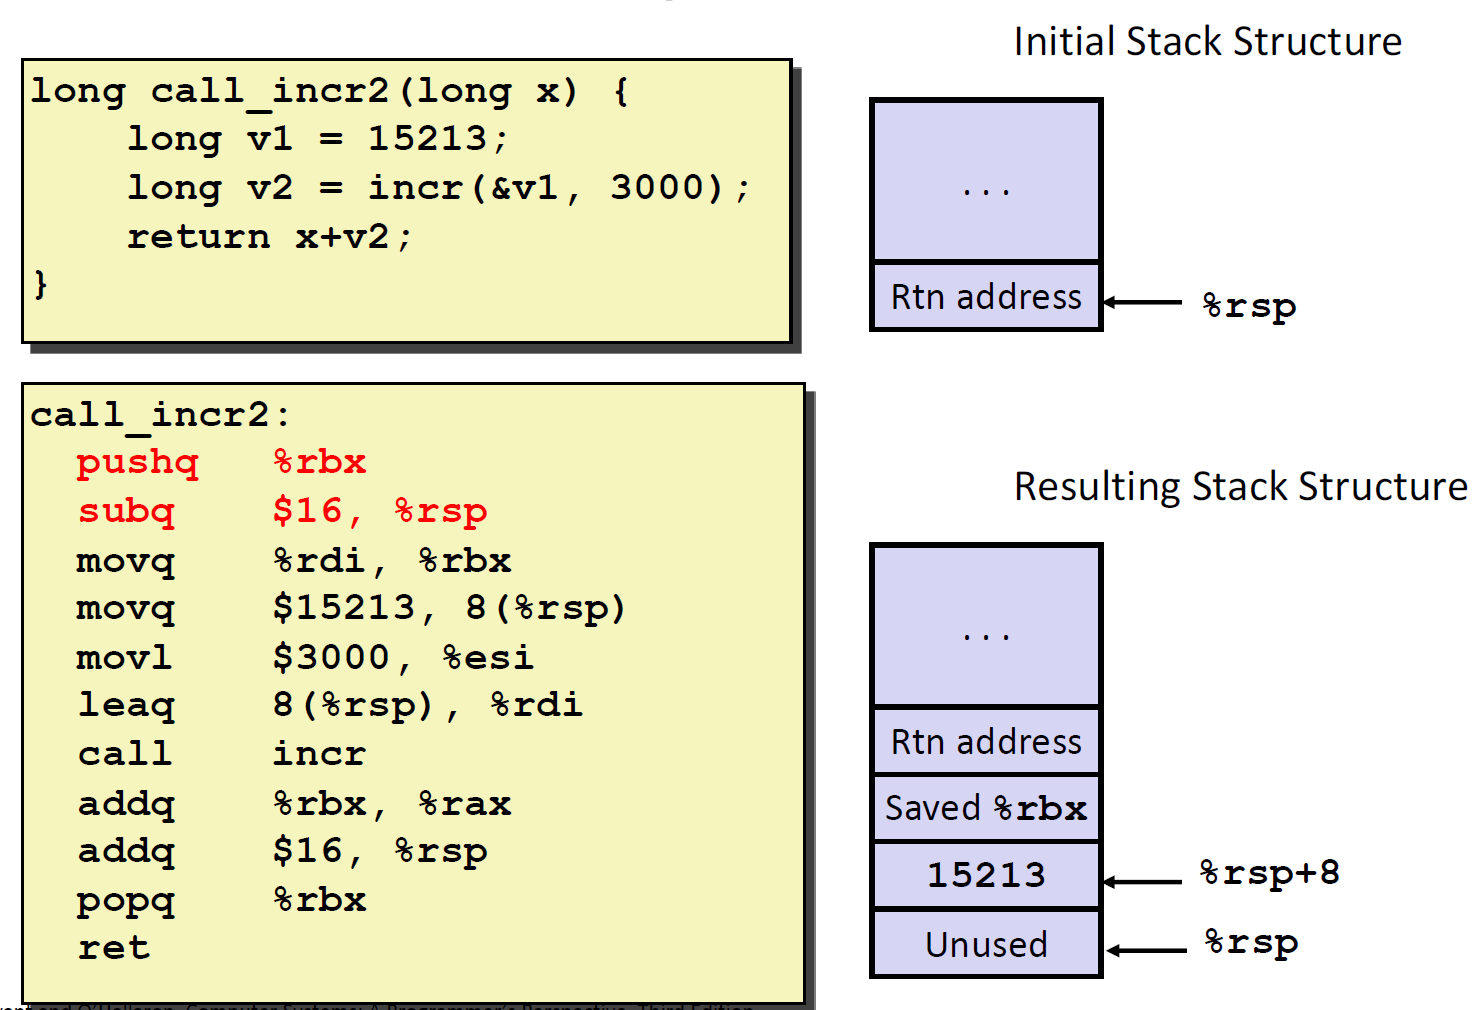 Initial Stack Structure
long call_incr2(long x) {
    long v1 = 15213;
    long v2 = incr(&v1, 3000);
    return x+v2;
}
...
Rtn address
%rsp
call_incr2:
  pushq   %rbx
  subq    $16, %rsp
  movq    %rdi, %rbx
  movq    $15213, 8(%rsp)
  movl    $3000, %esi
  leaq    8(%rsp), %rdi
  call    incr
  addq    %rbx, %rax
  addq    $16, %rsp
  popq    %rbx
  ret
Resulting Stack Structure
...
Rtn address
Saved %rbx
15213
%rsp+8
Unused
%rsp
and O'Hallaron, Computer Systems: A Programmer's Perspective, Third Edition